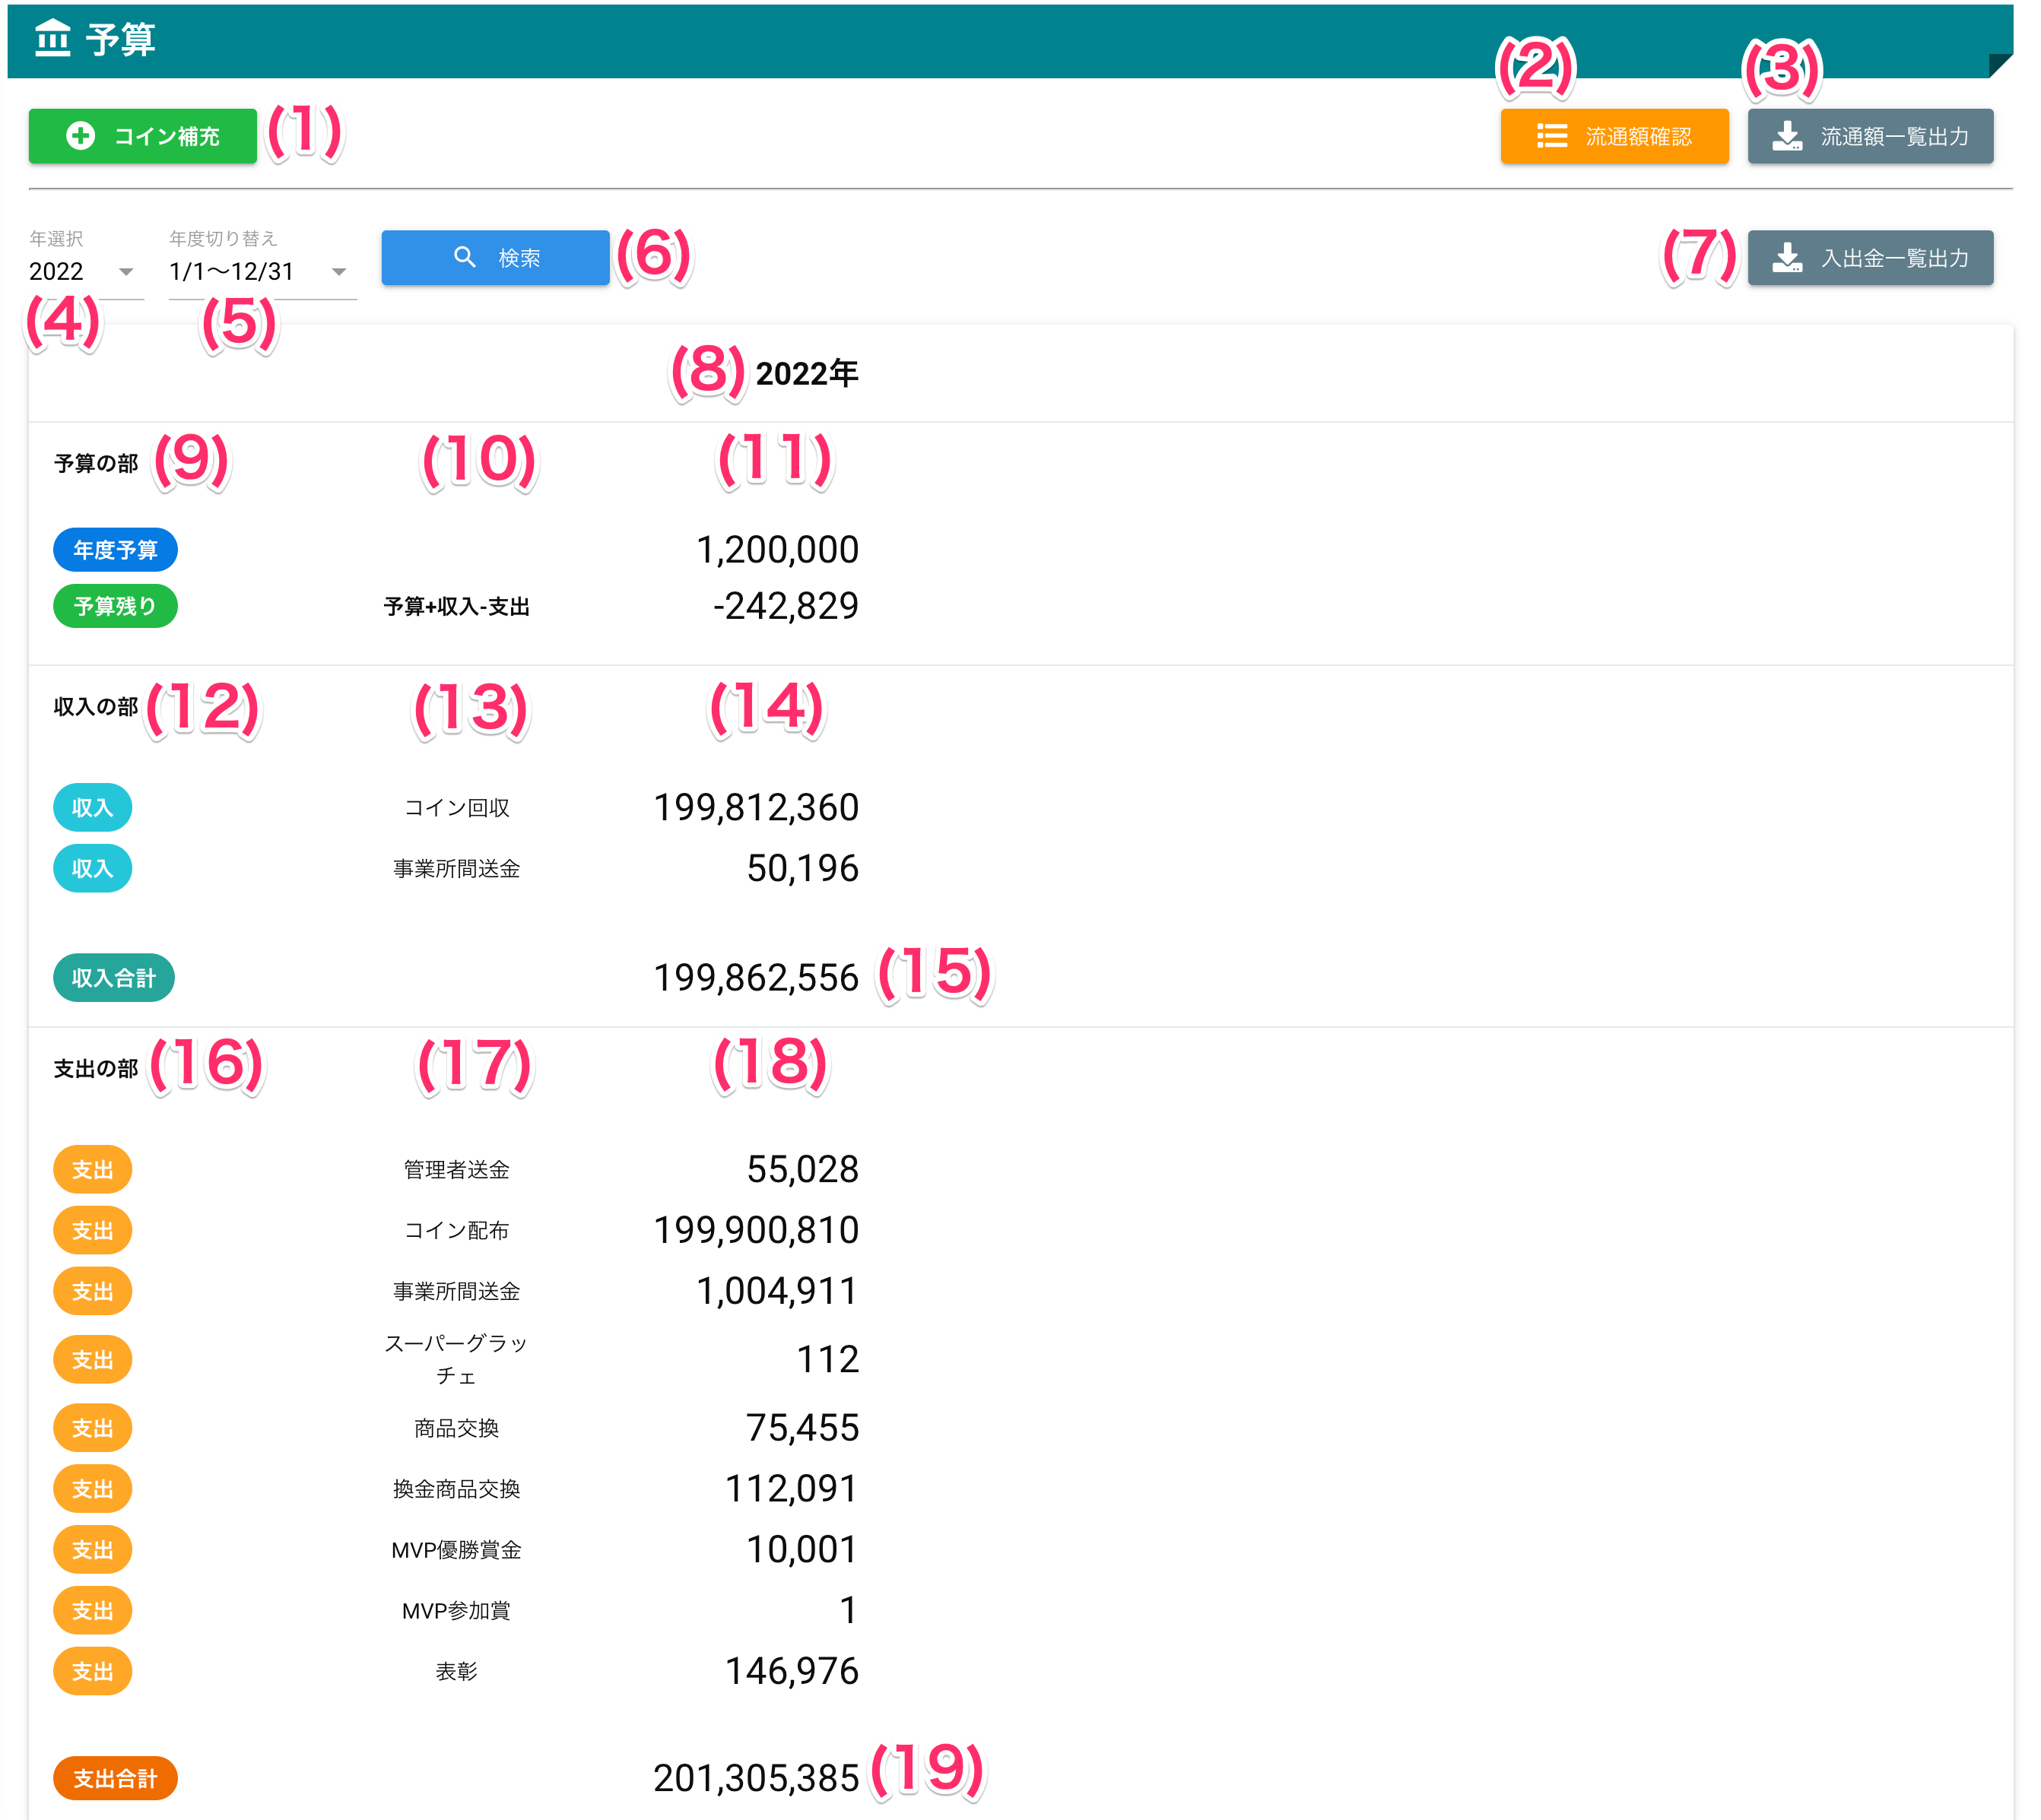 予算
(2)
(3)
コイン補充
(1)
流通額確認
流通額一覧出力
年選択
2022
年度切り替え
1/1〜12/31
検索
(6)
(7)
入出金一覧出力
(4)
(5)
(8)
2022年
予算の部
(9)
(10)
(11)
年度予算
1,200,000
予算残り
予算+収入-支出
-242,829
収入の部
(12)
(13)
(14)
収入
コイン回収
199,812,360
収入
事業所間送金
50,196
収入合計
199,862,556
(15)
支出の部
(16)
(17)
(18)
支出
管理者送金
55,028
支出
コイン配布
199,900,810
支出
事業所間送金
1,004,911
支出
スーパーグラッ
チェ
112
支出
商品交換
75,455
支出
換金商品交換
112,091
支出
MVP優勝賞金
10,001
支出
MVP参加賞
1
支出
表彰
146,976
支出合計
201,305,385
(19)